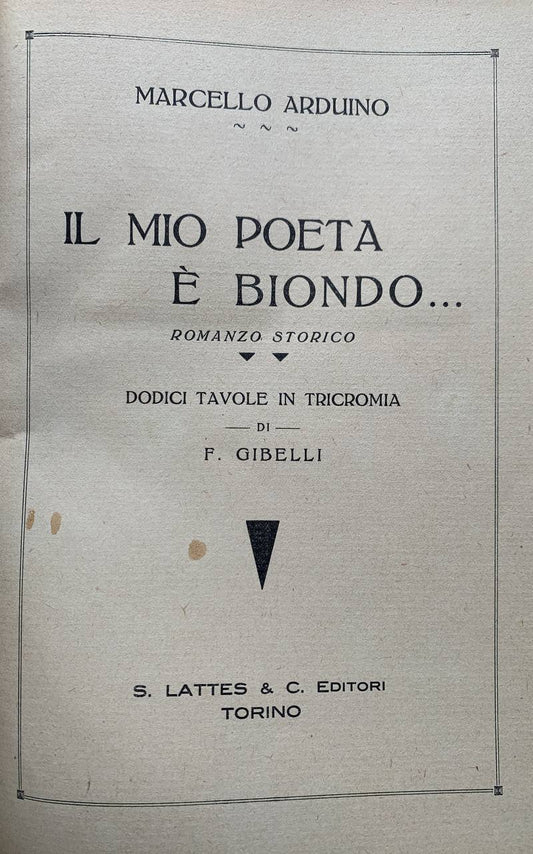 MARCELLO ARDUINO
~ ~ ~
IL MIO POETA
È BIONDO...
ROMANZO STORICO
DODICI TAVOLE IN TRICROMIA
— DI —
F. GIBELLI
S. LATTES & C. EDITORI
TORINO